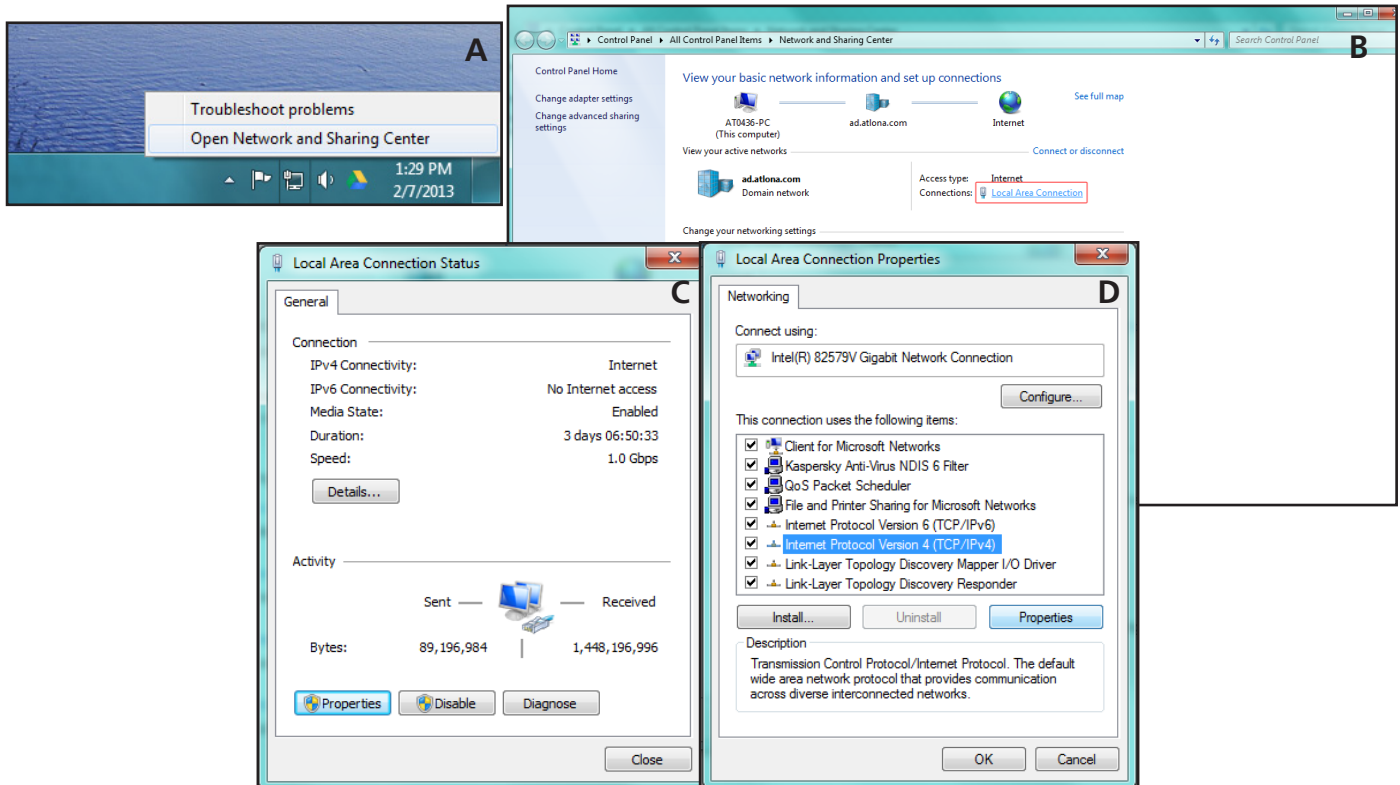 A
Troubleshoot problems
Open Network and Sharing Center
1:29 PM
2/7/2013
B
Control Panel ▸ All Control Panel Items ▸ Network and Sharing Center
Search Control Panel
Control Panel Home
Change adapter settings
Change advanced sharing
settings
View your basic network information and set up connections
See full map
AT0436-PC
(This computer)
ad.atlona.com
Internet
View your active networks
Connect or disconnect
ad.atlona.com
Domain network
Access type: Internet
Connections: Local Area Connection
Change your networking settings
Local Area Connection Status
C
General
Connection
IPv4 Connectivity: Internet
IPv6 Connectivity: No Internet access
Media State: Enabled
Duration: 3 days 06:50:33
Speed: 1.0 Gbps
Details...
Activity
Sent — — Received
Bytes: 89,196,984 | 1,448,196,996
Properties
Disable
Diagnose
Close
Local Area Connection Properties
D
Networking
Connect using:
Intel(R) 82579V Gigabit Network Connection
Configure...
This connection uses the following items:
Client for Microsoft Networks
Kaspersky Anti-Virus NDIS 6 Filter
QoS Packet Scheduler
File and Printer Sharing for Microsoft Networks
Internet Protocol Version 6 (TCP/IPv6)
Internet Protocol Version 4 (TCP/IPv4)
Link-Layer Topology Discovery Mapper I/O Driver
Link-Layer Topology Discovery Responder
Install...
Uninstall
Properties
Description
Transmission Control Protocol/Internet Protocol. The default
wide area network protocol that provides communication
across diverse interconnected networks.
OK
Cancel